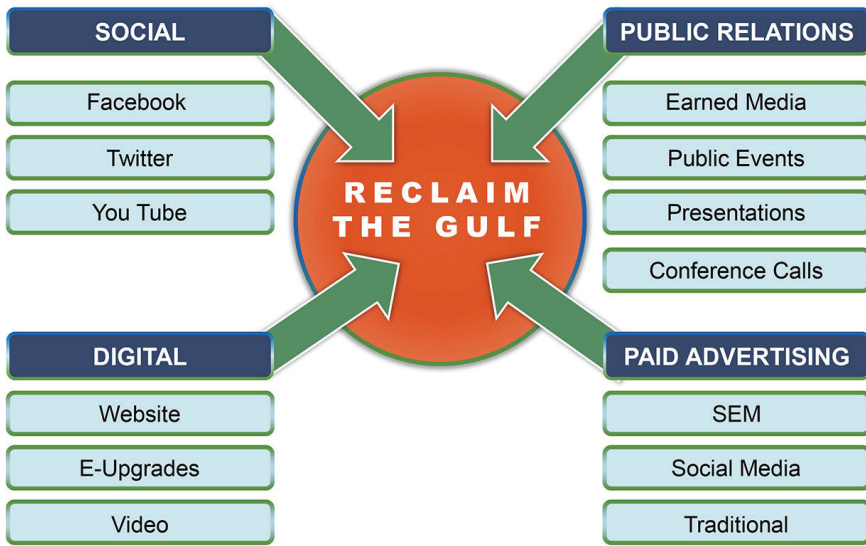 SOCIAL
Facebook
Twitter
You Tube
PUBLIC RELATIONS
Earned Media
Public Events
Presentations
Conference Calls
RECLAIM
THE GULF
DIGITAL
Website
E-Upgrades
Video
PAID ADVERTISING
SEM
Social Media
Traditional